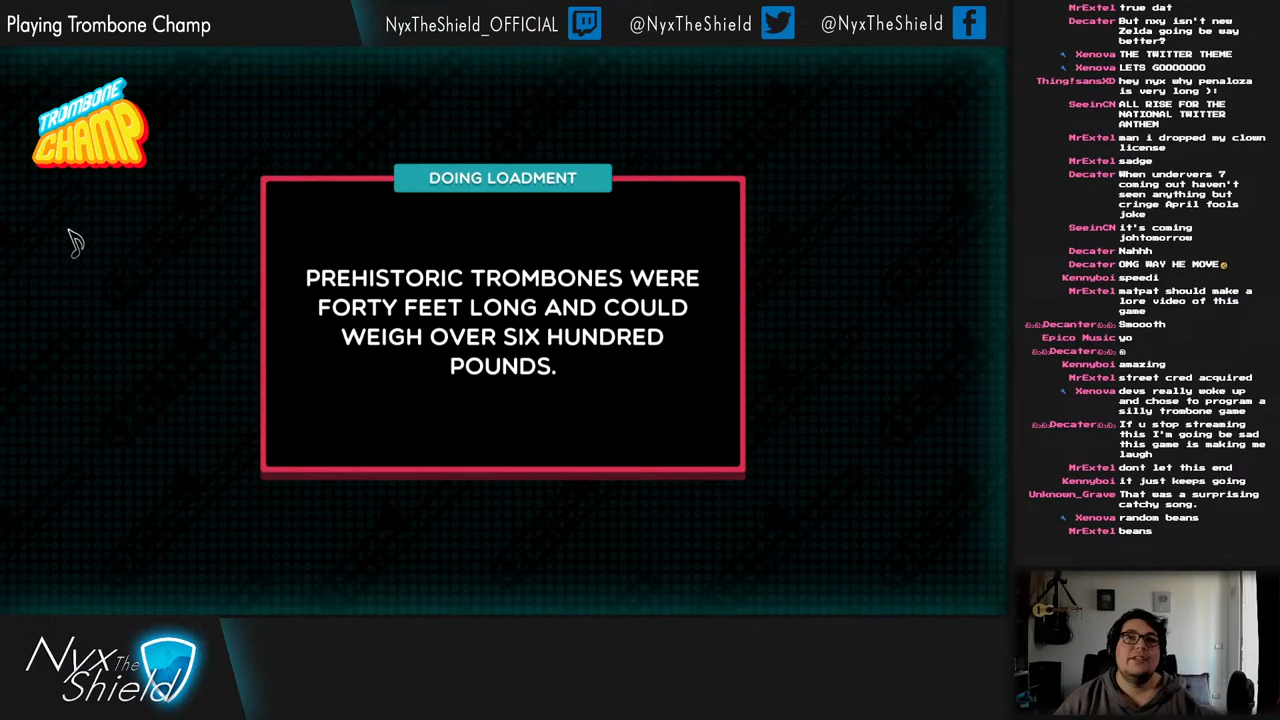 Playing Trombone Champ
NyxTheShield_OFFICIAL
@NyxTheShield
@NyxTheShield
TROMBONE
CHAMP
DOING LOADMENT
PREHISTORIC TROMBONES WERE
FORTY FEET LONG AND COULD
WEIGH OVER SIX HUNDRED
POUNDS.
MrExtel true dat
Decater But nxy isn't new
Zelda going be way
better?
Xenova THE TWITTER THEME
Xenova LETS GOOOOOOO
Thing!sansXD hey nyx why penaloza
is very long ):
SeeinCN ALL RISE FOR THE
NATIONAL TWITTER
ANTHEM
MrExtel man i dropped my clown
license
MrExtel sadge
Decater When undervers 7
coming out haven't
seen anything but
cringe April fools
joke
SeeinCN it's coming
johtomorrow
Decater Nahhh
Decater OMG WAY HE MOVE
Kennyboi speedi
MrExtel matpat should make a
lore video of this
game
Decanter Smoooth
Epico Music yo
Decater
Kennyboi amazing
MrExtel street cred acquired
Xenova devs really woke up
and chose to program a
silly trombone game
Decater If u stop streaming
this I'm going be sad
this game is making me
laugh
MrExtel dont let this end
Kennyboi it just keeps going
Unknown_Grave That was a surprising
catchy song.
Xenova random beans
MrExtel beans
Nyx The
Shield